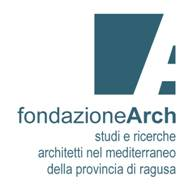 A
fondazioneArch
studi e ricerche
architetti nel mediterraneo
della provincia di ragusa